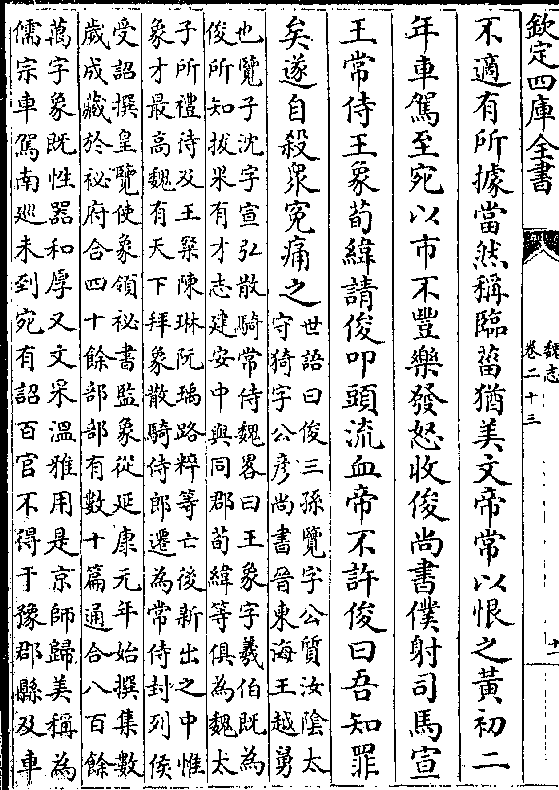 欽定四庫全書
魏志
卷二十三
不適有所據當然稱臨菑猶美文帝常以恨之黃初二
年車駕至宛以市不豐樂發怒收俊尚書僕射司馬宣
王常侍王象荀緯請俊叩頭流血帝不許俊曰吾知罪
矣遂自殺衆冤痛之
世語曰俊三孫覽字公質汝陰太
守猗字公彥尚書晉東海王越舅
也覽子沈字宣弘散騎常侍魏畧曰王象字羲伯既為
俊所知拔果有才志建安中與同郡荀緯等俱為魏太
子所禮待及王粲陳琳阮瑀路粹等亡後新出之中惟
象才最高魏有天下拜象散騎侍郎遷為常侍封列侯
受詔撰皇覽使象領祕書監象從延康元年始撰集數
歲成藏於祕府合四十餘部部有數十篇通合八百餘
萬字象既性器和厚又文采溫雅用是京師歸美稱為
儒宗車駕南巡未到宛有詔百官不得干豫郡縣及車